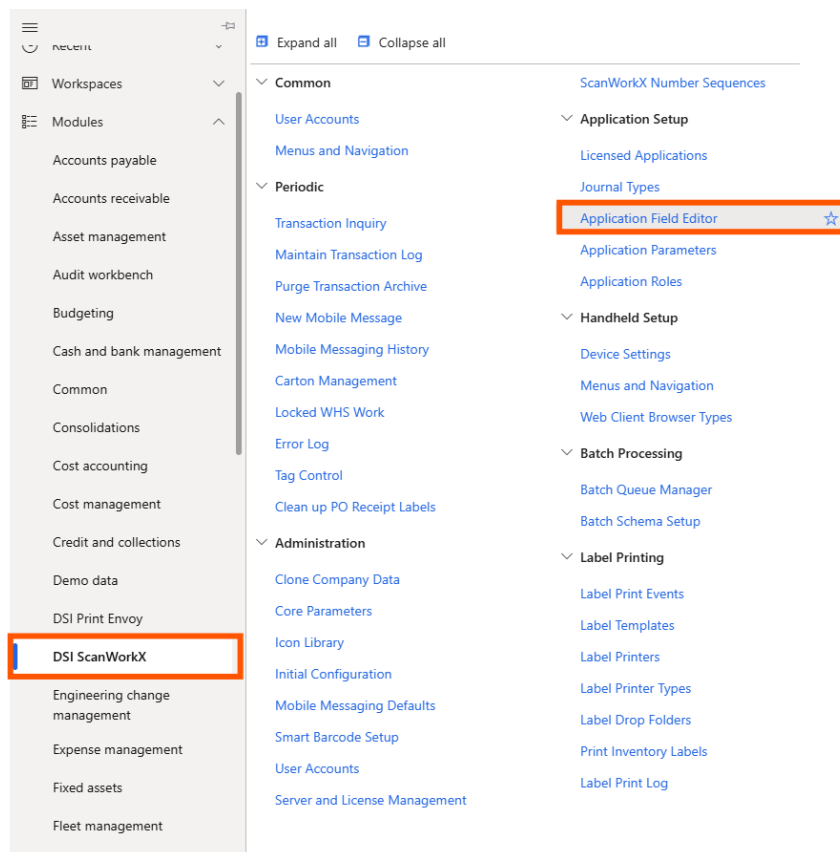 Recent
Workspaces
Modules
Accounts payable
Accounts receivable
Asset management
Audit workbench
Budgeting
Cash and bank management
Common
Consolidations
Cost accounting
Cost management
Credit and collections
Demo data
DSI Print Envoy
DSI ScanWorkX
Engineering change
management
Expense management
Fixed assets
Fleet management
Expand all
Collapse all
Common
User Accounts
Menus and Navigation
Periodic
Transaction Inquiry
Maintain Transaction Log
Purge Transaction Archive
New Mobile Message
Mobile Messaging History
Carton Management
Locked WHS Work
Error Log
Tag Control
Clean up PO Receipt Labels
Administration
Clone Company Data
Core Parameters
Icon Library
Initial Configuration
Mobile Messaging Defaults
Smart Barcode Setup
User Accounts
Server and License Management
ScanWorkX Number Sequences
Application Setup
Licensed Applications
Journal Types
Application Field Editor
Application Parameters
Application Roles
Handheld Setup
Device Settings
Menus and Navigation
Web Client Browser Types
Batch Processing
Batch Queue Manager
Batch Schema Setup
Label Printing
Label Print Events
Label Templates
Label Printers
Label Printer Types
Label Drop Folders
Print Inventory Labels
Label Print Log